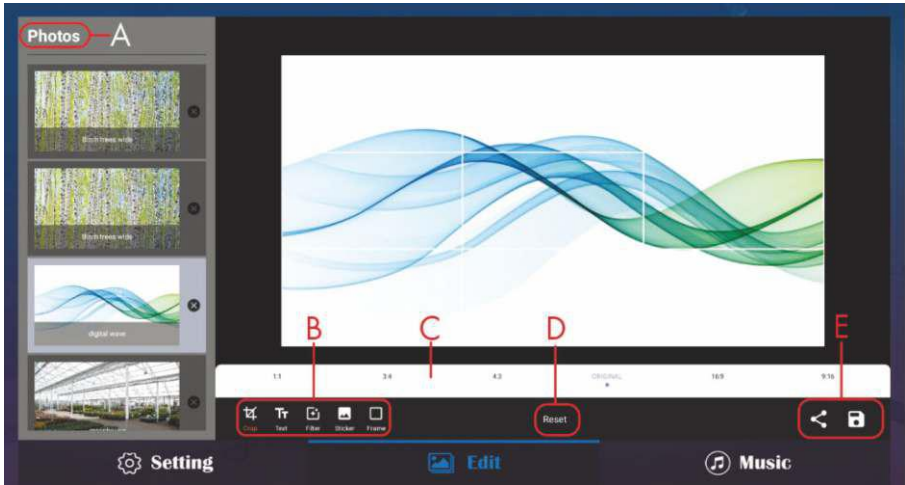 Photos A
Birch trees wide
Birch trees wide
digital wave
B C D E
1:1 3:4 4:3 ORIGINAL 16:9 9:16
Crop Text Filter Sticker Frame Reset
Setting Edit Music